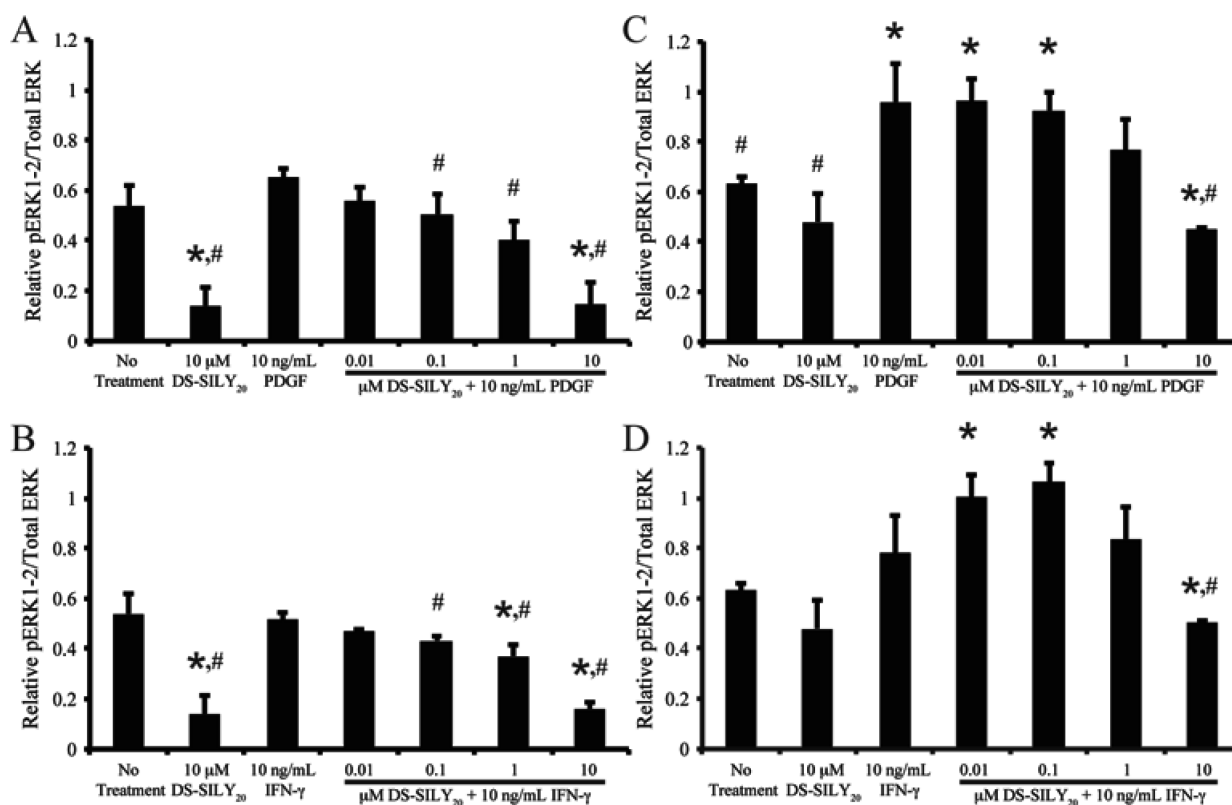 A
Relative pERK1-2/Total ERK
1.2
1
0.8
0.6
0.4
0.2
0
*,#
#
#
*,#
No Treatment
10 µM DS-SILY₂₀
10 ng/mL PDGF
0.01
0.1
1
10
µM DS-SILY₂₀ + 10 ng/mL PDGF
C
Relative pERK1-2/Total ERK
1.2
1
0.8
0.6
0.4
0.2
0
#
#
*
*
*
*,#
No Treatment
10 µM DS-SILY₂₀
10 ng/mL PDGF
0.01
0.1
1
10
µM DS-SILY₂₀ + 10 ng/mL PDGF
B
Relative pERK1-2/Total ERK
1.2
1
0.8
0.6
0.4
0.2
0
*,#
#
*,#
*,#
No Treatment
10 µM DS-SILY₂₀
10 ng/mL IFN-γ
0.01
0.1
1
10
µM DS-SILY₂₀ + 10 ng/mL IFN-γ
D
Relative pERK1-2/Total ERK
1.2
1
0.8
0.6
0.4
0.2
0
*
*
*,#
No Treatment
10 µM DS-SILY₂₀
10 ng/mL IFN-γ
0.01
0.1
1
10
µM DS-SILY₂₀ + 10 ng/mL IFN-γ